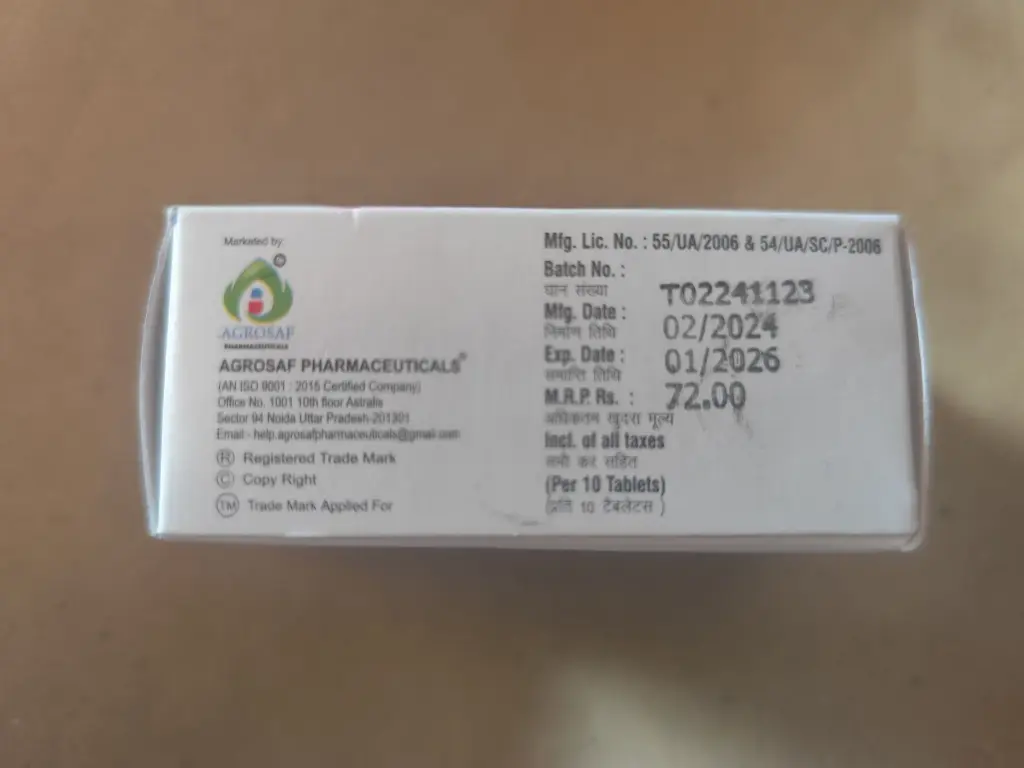 Marketed by:
AGROSAF
PHARMACEUTICALS
AGROSAF PHARMACEUTICALS®
(AN ISO 9001 : 2015 Certified Company)
Office No. 1001 10th floor Astralis
Sector 94 Noida Uttar Pradesh-201301
Email - help.agrosafpharmaceuticals@gmail.com
® Registered Trade Mark
© Copy Right
TM Trade Mark Applied For
Mfg. Lic. No. : 55/UA/2006 & 54/UA/SC/P-2006
Batch No. :
घान संख्या T02241123
Mfg. Date : 02/2024
निर्माण तिथि
Exp. Date : 01/2026
समाप्ति तिथि
M.R.P. Rs. : 72.00
अधिकतम खुदरा मूल्य
Incl. of all taxes
सभी कर सहित
(Per 10 Tablets)
(प्रति 10 टैबलेटस )